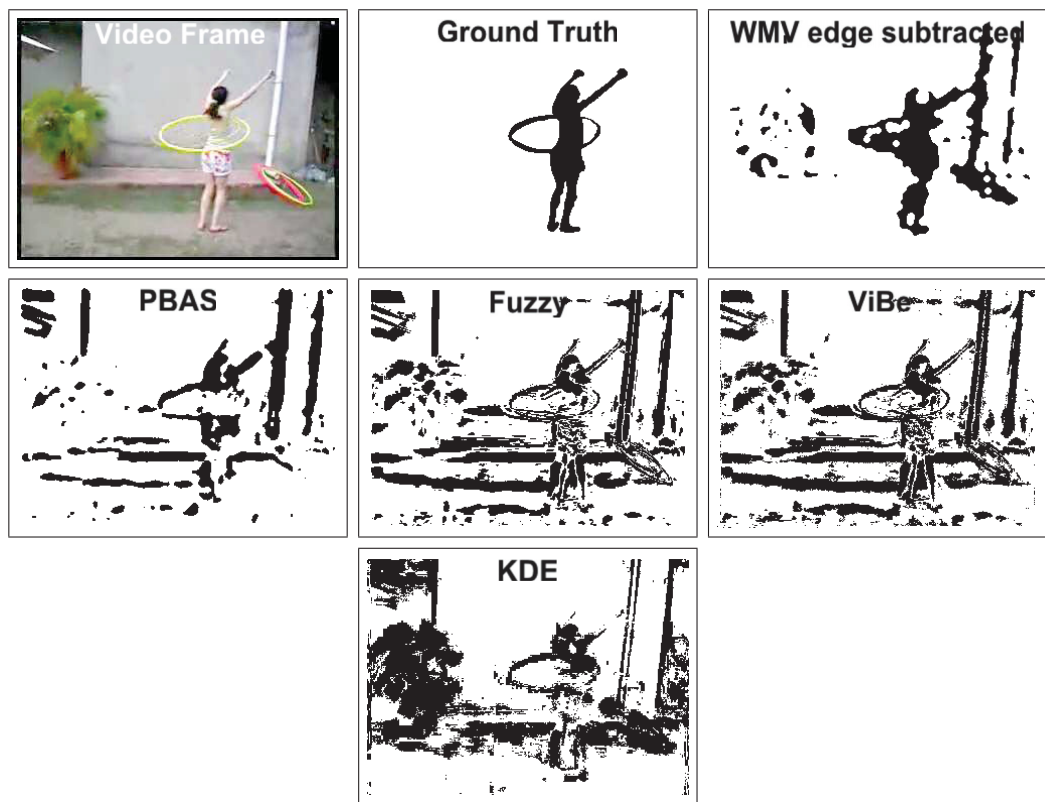 Video Frame
Ground Truth
WMV edge subtracted
PBAS
Fuzzy
ViBe
KDE